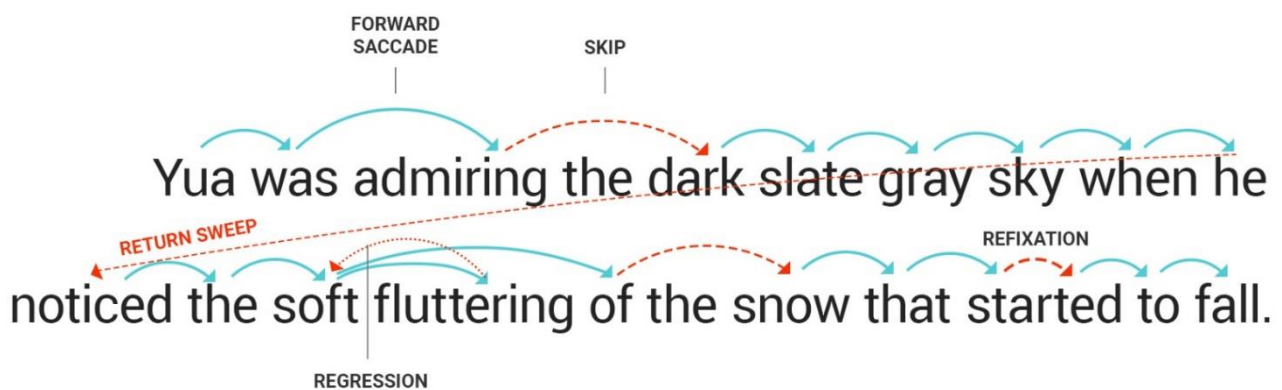 FORWARD
SACCADE
SKIP
Yua was admiring the dark slate gray sky when he
RETURN SWEEP
REFIXATION
noticed the soft fluttering of the snow that started to fall.
REGRESSION